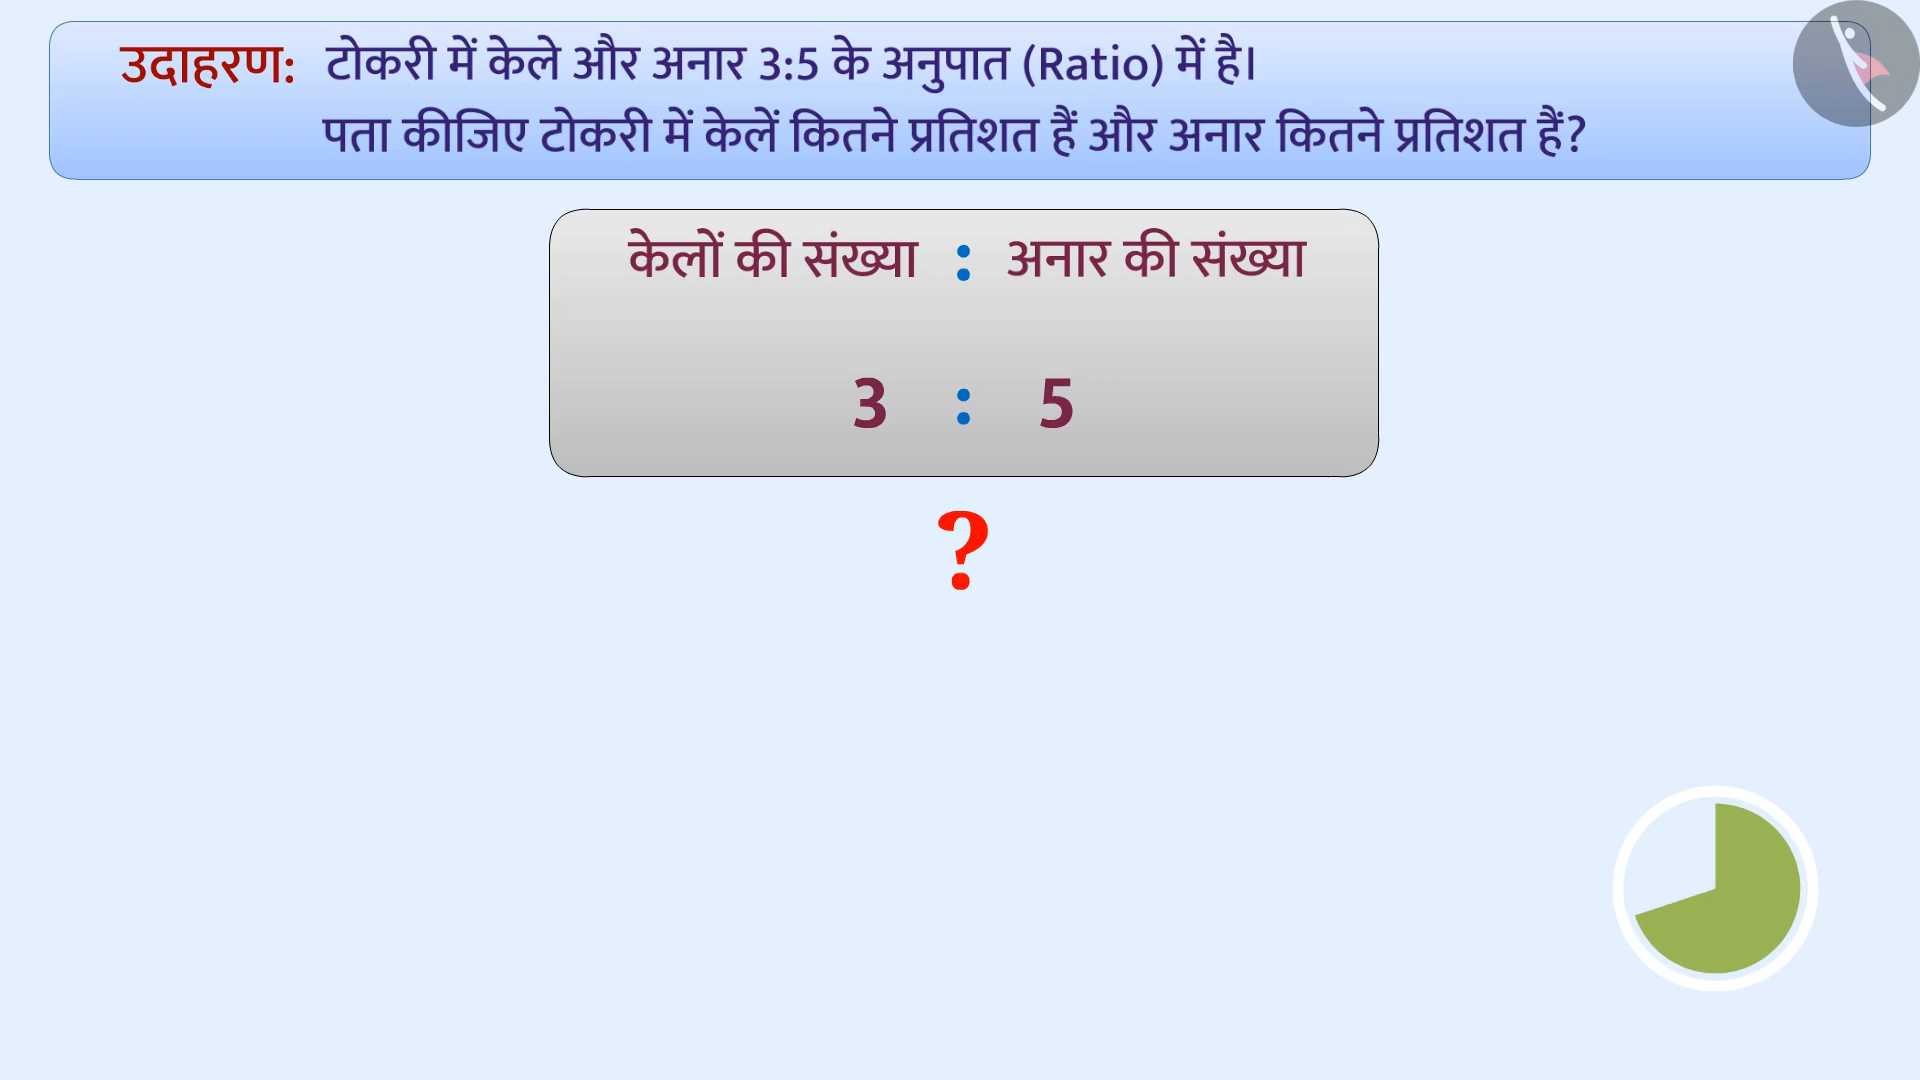 उदाहरण: टोकरी में केले और अनार 3:5 के अनुपात (Ratio) में है।
पता कीजिए टोकरी में केलें कितने प्रतिशत हैं और अनार कितने प्रतिशत हैं?
केलों की संख्या : अनार की संख्या
3 : 5
?